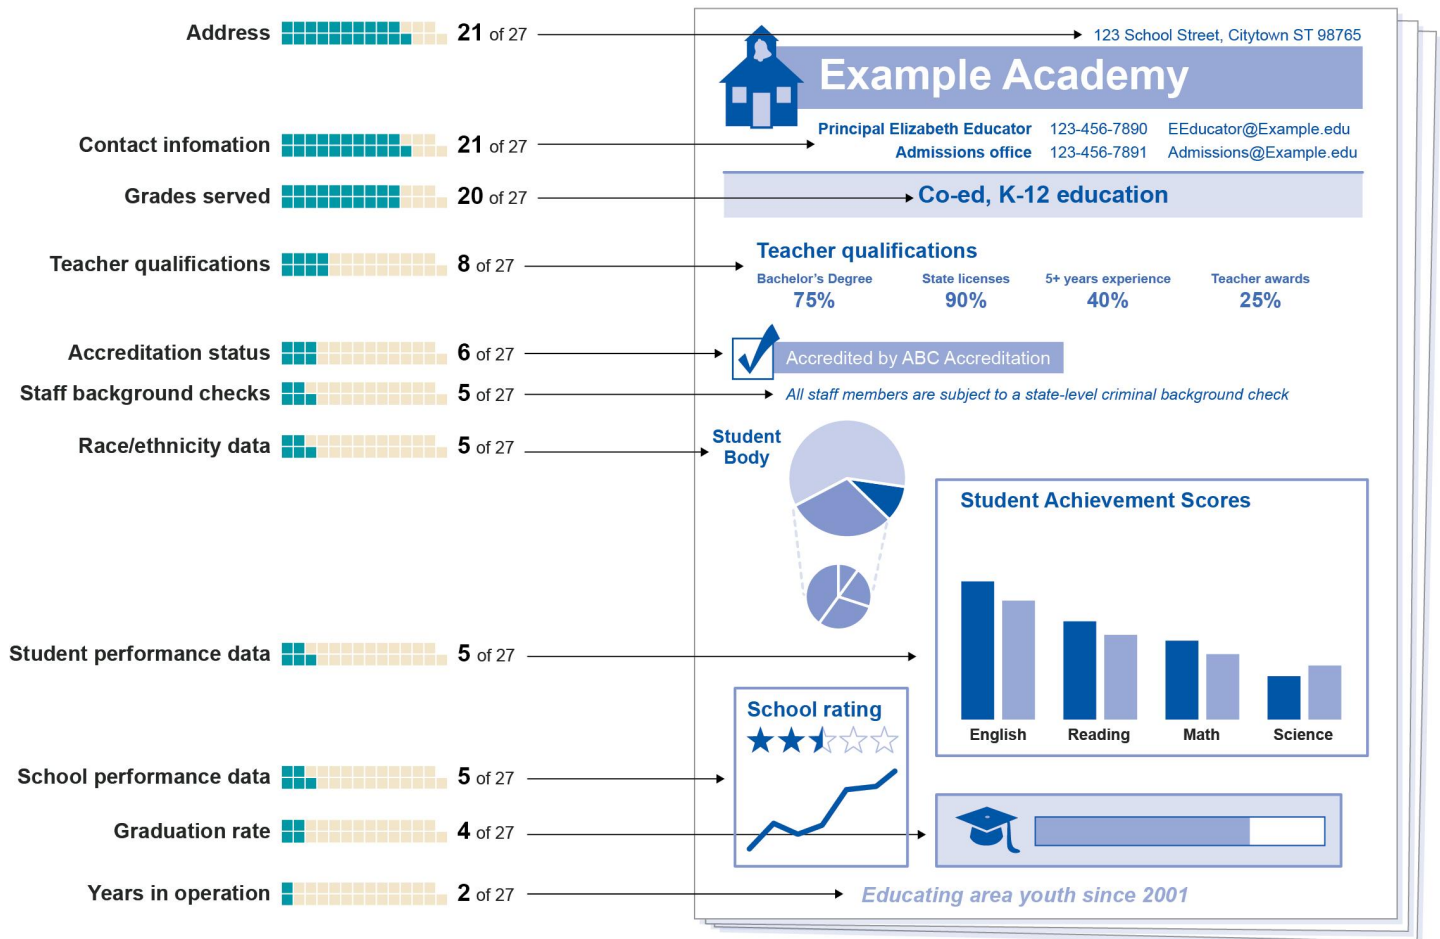 Address 21 of 27
123 School Street, Citytown ST 98765
Example Academy
Principal Elizabeth Educator 123-456-7890 EEducator@Example.edu
Contact infomation 21 of 27
Admissions office 123-456-7891 Admissions@Example.edu
Grades served 20 of 27
Co-ed, K-12 education
Teacher qualifications 8 of 27
Teacher qualifications
Bachelor's Degree State licenses 5+ years experience Teacher awards
75% 90% 40% 25%
Accreditation status 6 of 27
Accredited by ABC Accreditation
Staff background checks 5 of 27
All staff members are subject to a state-level criminal background check
Race/ethnicity data 5 of 27
Student
Body
Student Achievement Scores
English Reading Math Science
Student performance data 5 of 27
School rating
School performance data 5 of 27
Graduation rate 4 of 27
Years in operation 2 of 27
Educating area youth since 2001